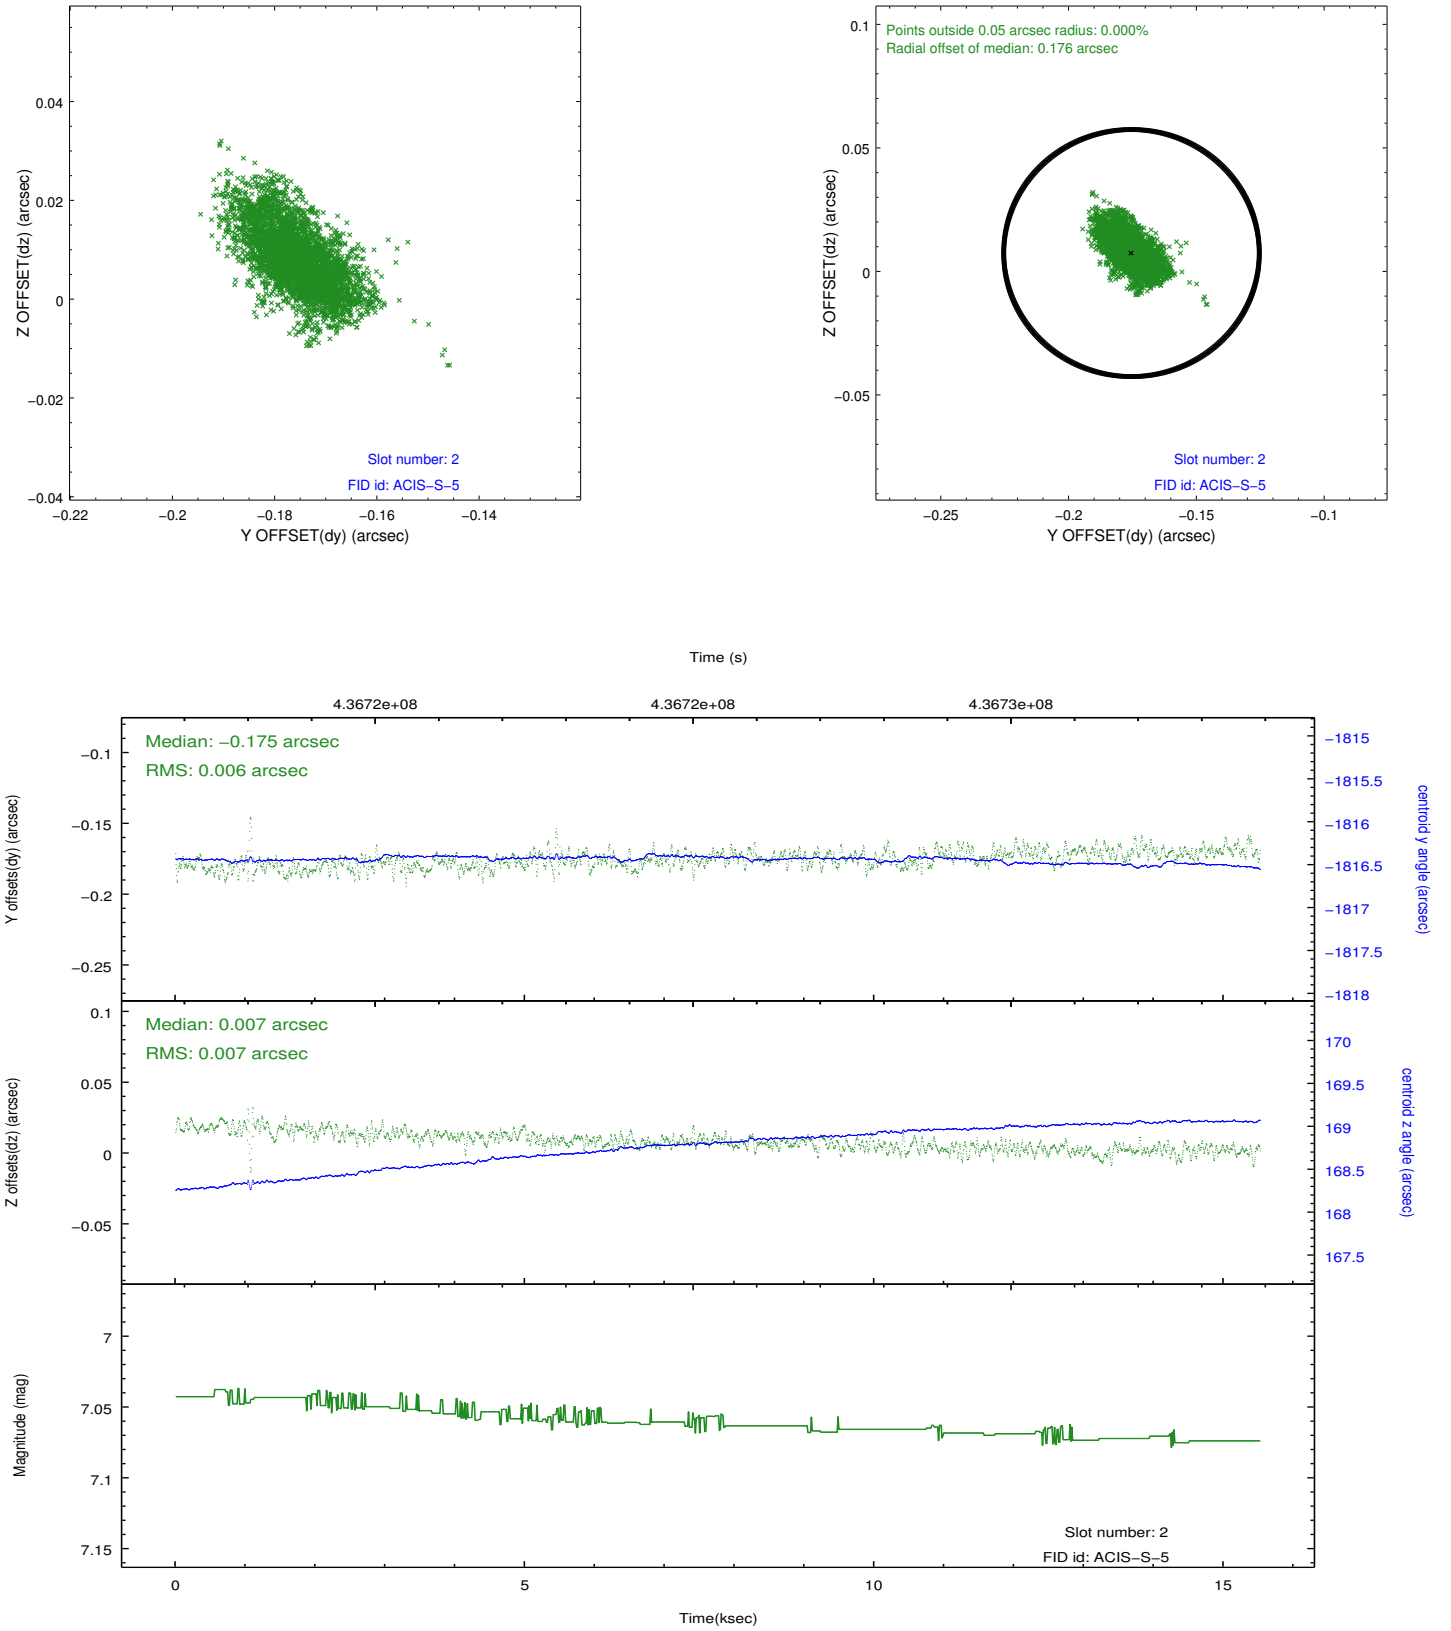 0.04
0.02
0
−0.02
−0.04
−0.22
−0.2
−0.18
−0.16
−0.14
Z OFFSET(dz) (arcsec)
Y OFFSET(dy) (arcsec)
Slot number: 2
FID id: ACIS−S−5
Points outside 0.05 arcsec radius: 0.000%
Radial offset of median: 0.176 arcsec
0.1
0.05
0
−0.05
−0.25
−0.2
−0.15
−0.1
Z OFFSET(dz) (arcsec)
Y OFFSET(dy) (arcsec)
Slot number: 2
FID id: ACIS−S−5
Time (s)
4.3672e+08
4.3672e+08
4.3673e+08
Median: −0.175 arcsec
RMS: 0.006 arcsec
−0.1
−0.15
−0.2
−0.25
Y offsets(dy) (arcsec)
−1815
−1815.5
−1816
−1816.5
−1817
−1817.5
−1818
centroid y angle (arcsec)
Median: 0.007 arcsec
RMS: 0.007 arcsec
0.1
0.05
0
−0.05
Z offsets(dz) (arcsec)
170
169.5
169
168.5
168
167.5
centroid z angle (arcsec)
7
7.05
7.1
7.15
Magnitude (mag)
Slot number: 2
FID id: ACIS−S−5
0
5
10
15
Time(ksec)